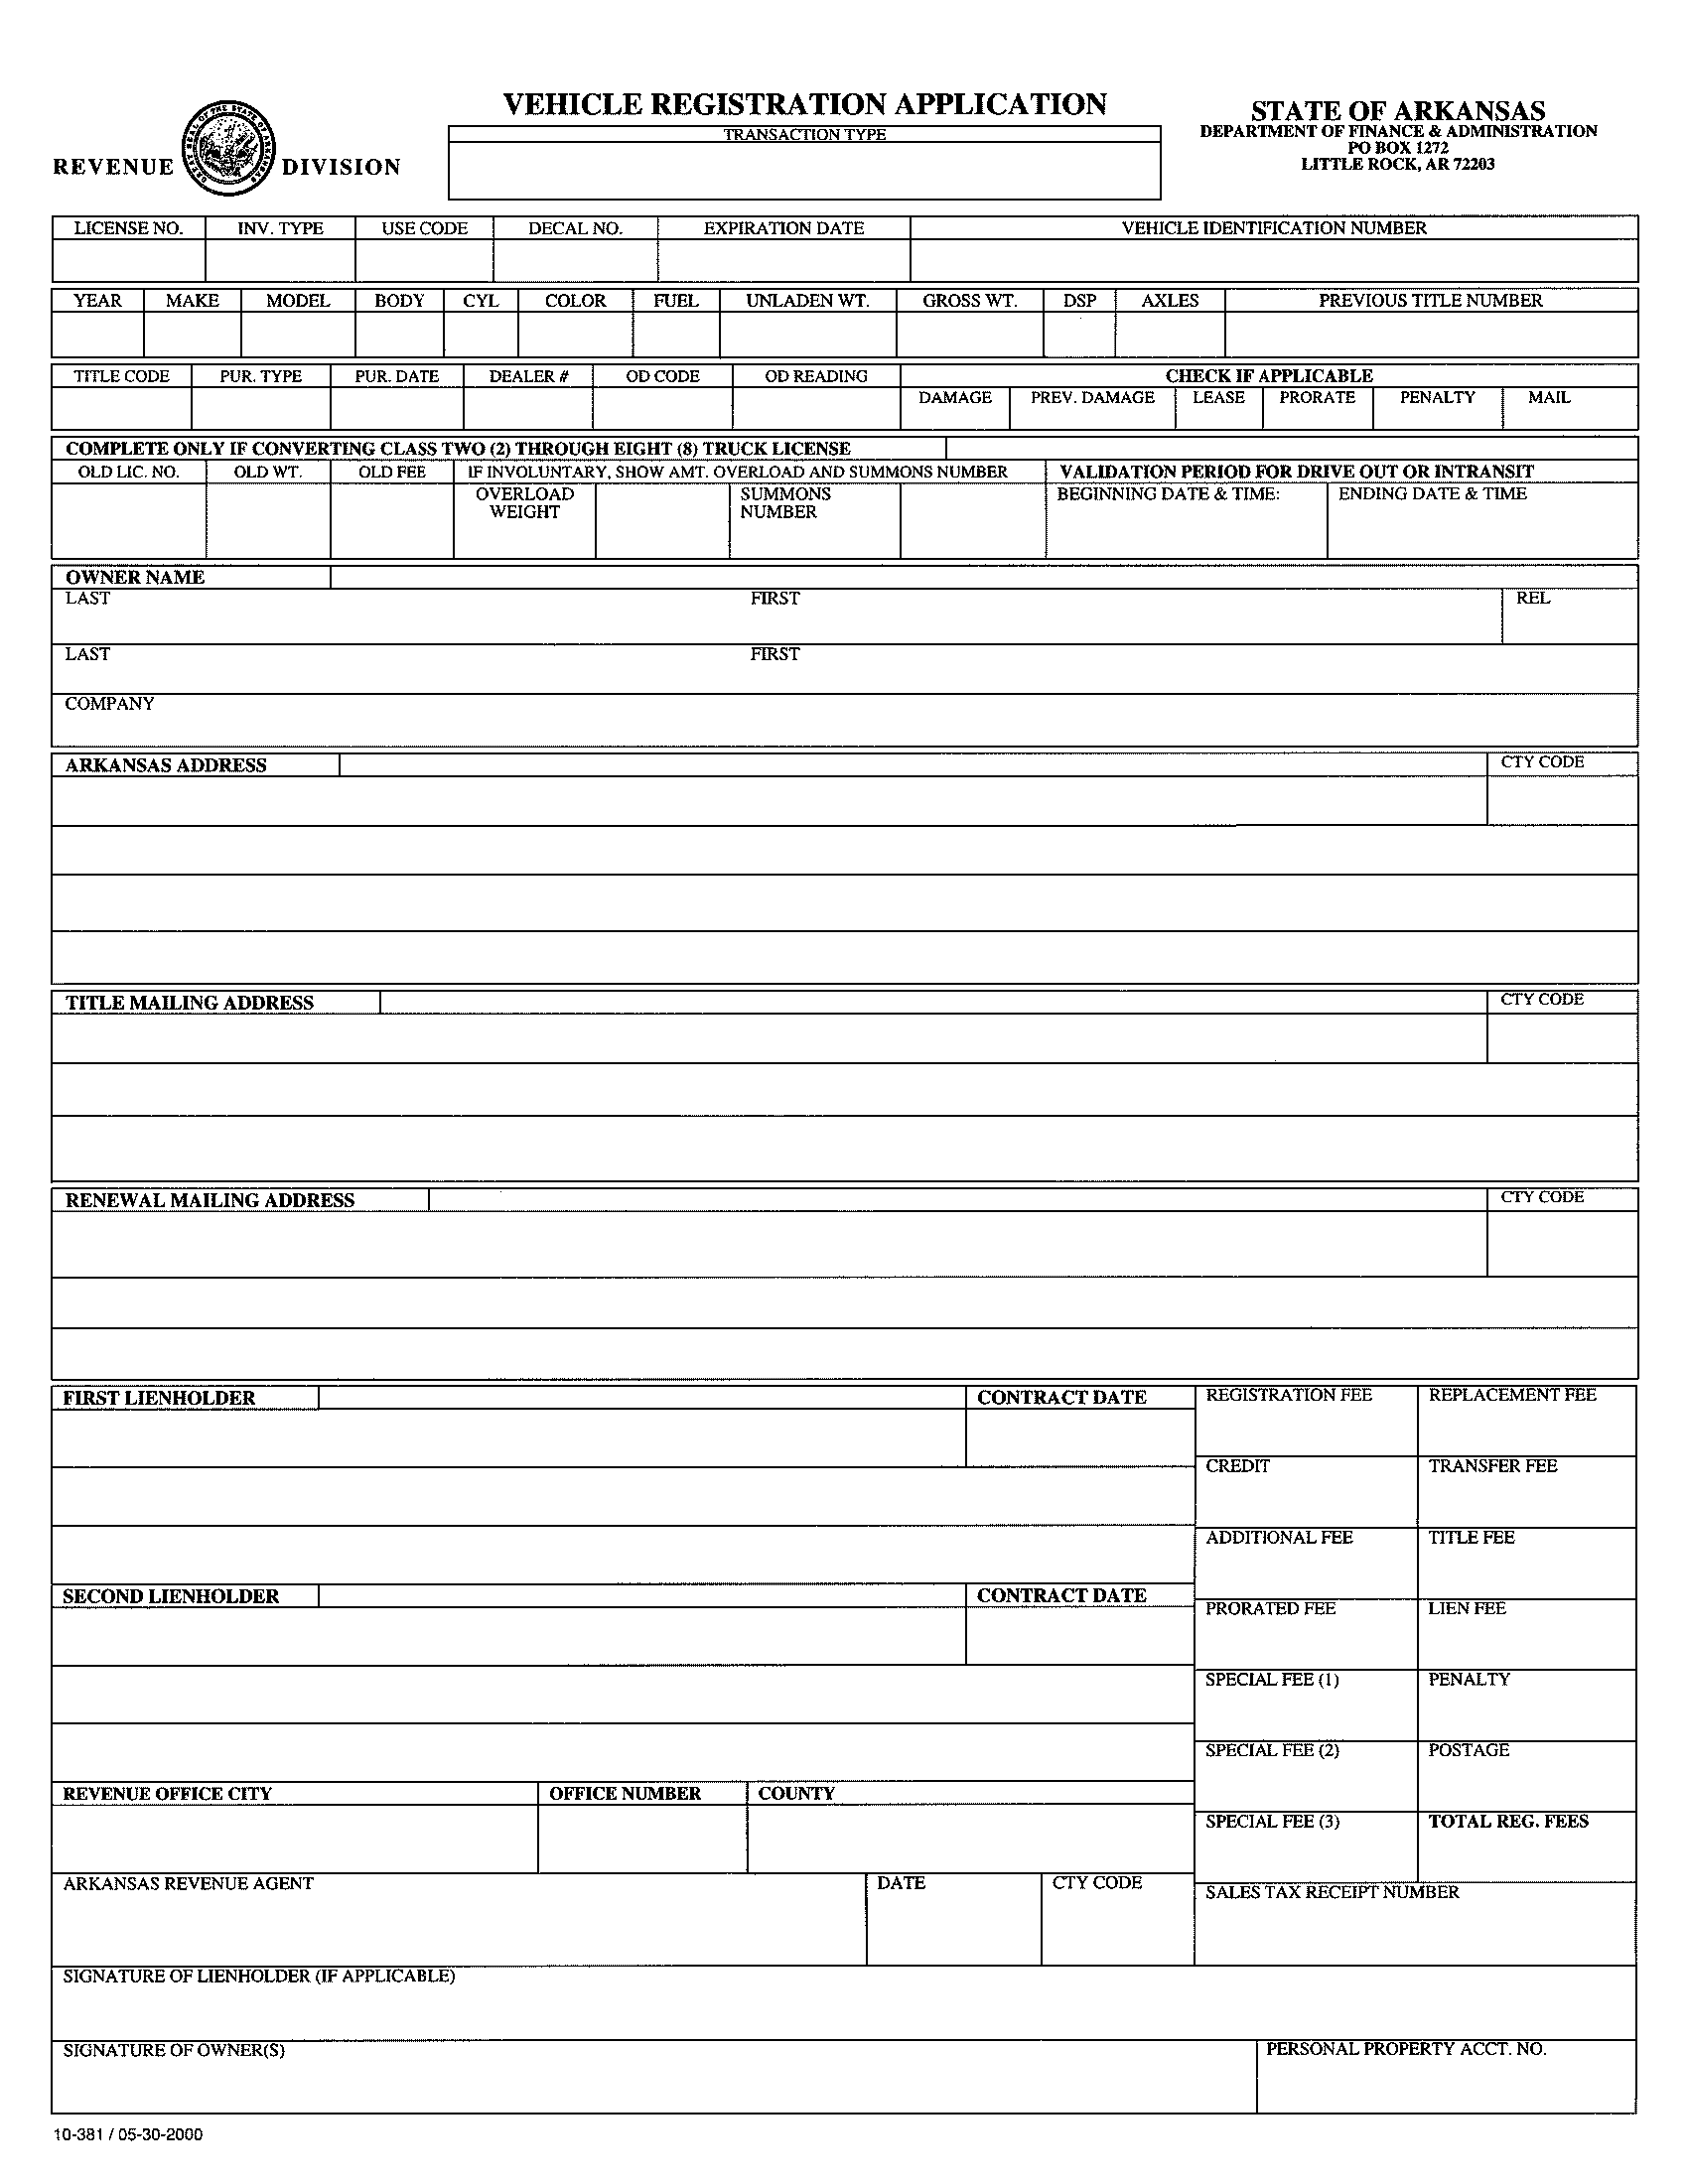 VEHICLE REGISTRATION APPLICATION
TRANSACTION TYPE
STATE OF ARKANSAS
DEPARTMENT OF FINANCE & ADMINISTRATION
PO BOX 1272
LITTLE ROCK, AR 72203
REVENUE DIVISION
LICENSE NO. INV. TYPE USE CODE DECAL NO. EXPIRATION DATE VEHICLE IDENTIFICATION NUMBER
YEAR MAKE MODEL BODY CYL COLOR FUEL UNLADEN WT. GROSS WT. DSP AXLES PREVIOUS TITLE NUMBER
TITLE CODE PUR. TYPE PUR. DATE DEALER # OD CODE OD READING CHECK IF APPLICABLE
DAMAGE PREV. DAMAGE LEASE PRORATE PENALTY MAIL
COMPLETE ONLY IF CONVERTING CLASS TWO (2) THROUGH EIGHT (8) TRUCK LICENSE
OLD LIC. NO. OLD WT. OLD FEE IF INVOLUNTARY, SHOW AMT. OVERLOAD AND SUMMONS NUMBER VALIDATION PERIOD FOR DRIVE OUT OR INTRANSIT
OVERLOAD SUMMONS BEGINNING DATE & TIME: ENDING DATE & TIME
WEIGHT NUMBER
OWNER NAME
LAST FIRST REL
LAST FIRST
COMPANY
ARKANSAS ADDRESS CTY CODE
TITLE MAILING ADDRESS CTY CODE
RENEWAL MAILING ADDRESS CTY CODE
FIRST LIENHOLDER CONTRACT DATE REGISTRATION FEE REPLACEMENT FEE
CREDIT TRANSFER FEE
ADDITIONAL FEE TITLE FEE
SECOND LIENHOLDER CONTRACT DATE
PRORATED FEE LIEN FEE
SPECIAL FEE (1) PENALTY
SPECIAL FEE (2) POSTAGE
REVENUE OFFICE CITY OFFICE NUMBER COUNTY
SPECIAL FEE (3) TOTAL REG. FEES
ARKANSAS REVENUE AGENT DATE CTY CODE
SALES TAX RECEIPT NUMBER
SIGNATURE OF LIENHOLDER (IF APPLICABLE)
SIGNATURE OF OWNER(S) PERSONAL PROPERTY ACCT. NO.
10-381 / 05-30-2000